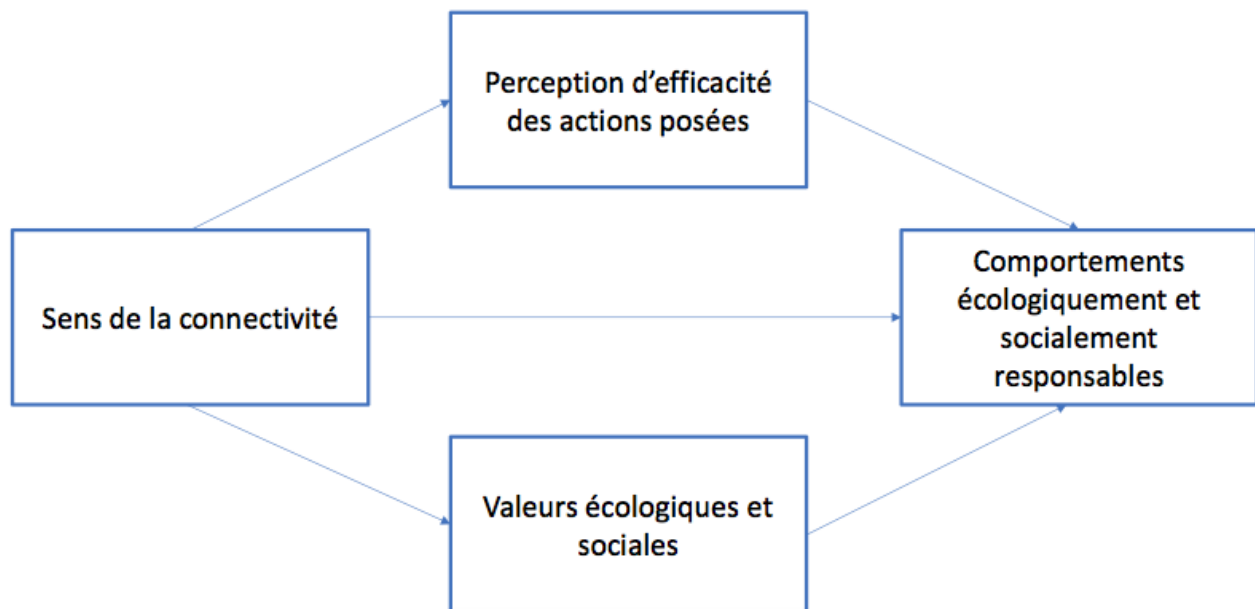 Perception d’efficacité
des actions posées
Sens de la connectivité
Comportements
écologiquement et
socialement
responsables
Valeurs écologiques et
sociales